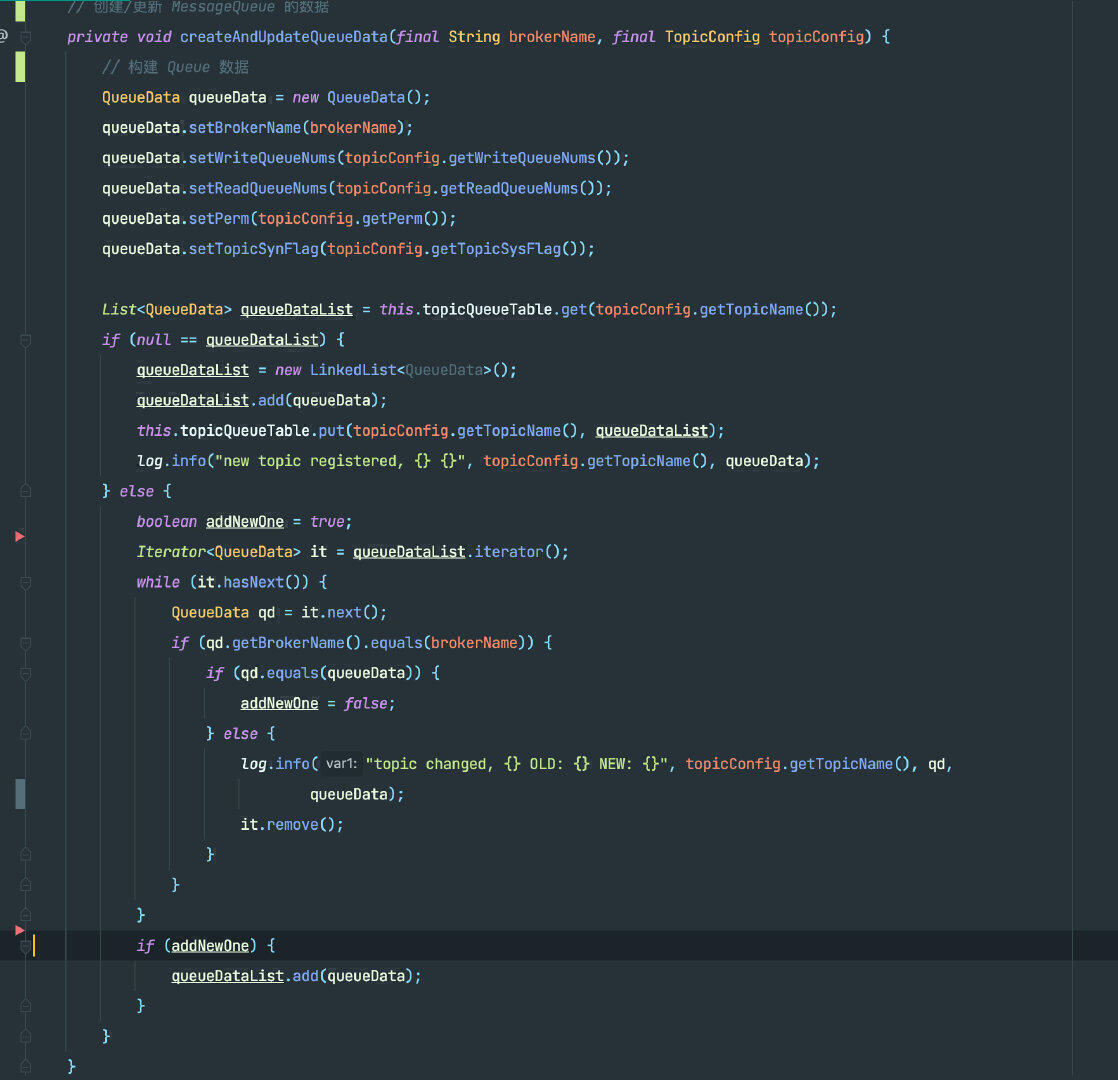 // 创建/更新 MessageQueue 的数据
@ private void createAndUpdateQueueData(final String brokerName, final TopicConfig topicConfig) {
// 构建 Queue 数据
QueueData queueData = new QueueData();
queueData.setBrokerName(brokerName);
queueData.setWriteQueueNums(topicConfig.getWriteQueueNums());
queueData.setReadQueueNums(topicConfig.getReadQueueNums());
queueData.setPerm(topicConfig.getPerm());
queueData.setTopicSynFlag(topicConfig.getTopicSysFlag());
List<QueueData> queueDataList = this.topicQueueTable.get(topicConfig.getTopicName());
if (null == queueDataList) {
queueDataList = new LinkedList<QueueData>();
queueDataList.add(queueData);
this.topicQueueTable.put(topicConfig.getTopicName(), queueDataList);
log.info("new topic registered, {} {}", topicConfig.getTopicName(), queueData);
} else {
boolean addNewOne = true;
Iterator<QueueData> it = queueDataList.iterator();
while (it.hasNext()) {
QueueData qd = it.next();
if (qd.getBrokerName().equals(brokerName)) {
if (qd.equals(queueData)) {
addNewOne = false;
} else {
log.info( var1: "topic changed, {} OLD: {} NEW: {}", topicConfig.getTopicName(), qd,
queueData);
it.remove();
}
}
}
if (addNewOne) {
queueDataList.add(queueData);
}
}
}